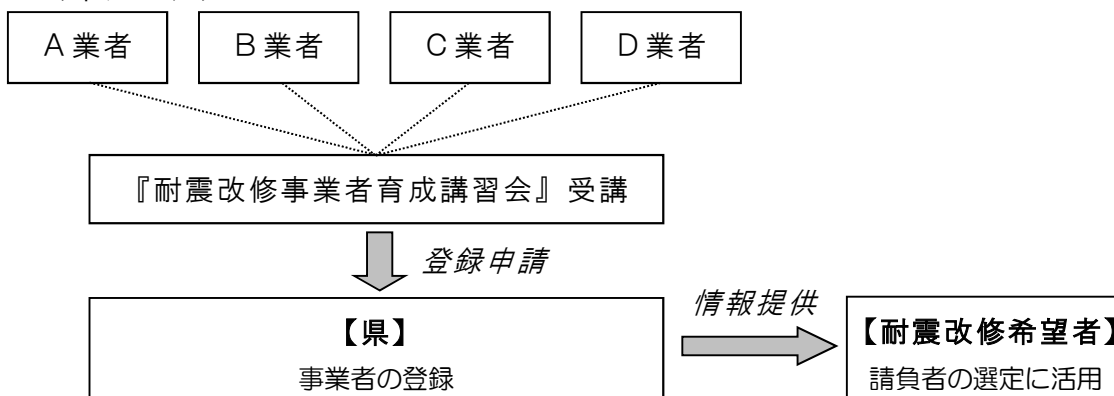 A業者
B業者
C業者
D業者
『耐震改修事業者育成講習会』受講
登録申請
情報提供
【県】
事業者の登録
【耐震改修希望者】
請負者の選定に活用